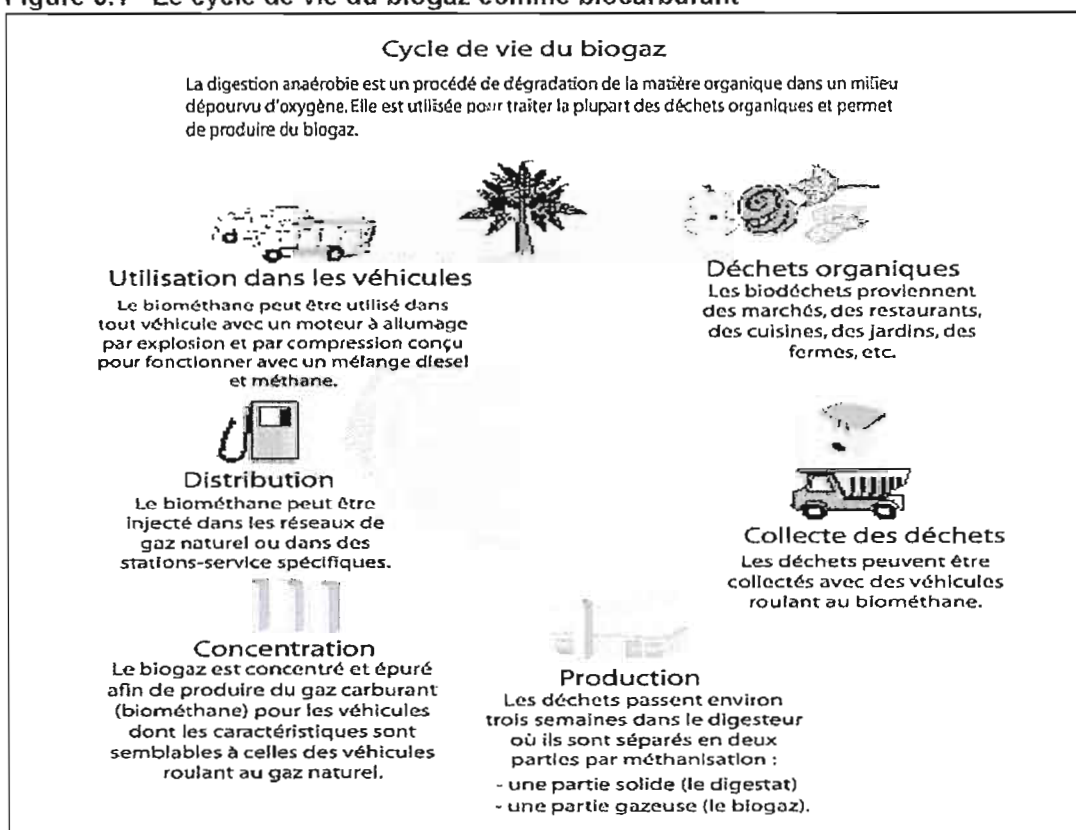 Cycle de vie du biogaz
La digestion anaérobie est un procédé de dégradation de la matière organique dans un milieu
dépourvu d'oxygène. Elle est utilisée pour traiter la plupart des déchets organiques et permet
de produire du biogaz.
Déchets organiques
Les biodéchets proviennent
des marchés, des restaurants,
des cuisines, des jardins, des
fermes, etc.
Collecte des déchets
Les déchets peuvent être
collectés avec des véhicules
roulant au biométhane.
Production
Les déchets passent environ
trois semaines dans le digesteur
où ils sont séparés en deux
parties par méthanisation :
- une partie solide (le digestat)
- une partie gazeuse (le biogaz).
Concentration
Le biogaz est concentré et épuré
afin de produire du gaz carburant
(biométhane) pour les véhicules
dont les caractéristiques sont
semblables à celles des véhicules
roulant au gaz naturel.
Distribution
Le biométhane peut être
injecté dans les réseaux de
gaz naturel ou dans des
stations-service spécifiques.
Utilisation dans les véhicules
Le biométhane peut être utilisé dans
tout véhicule avec un moteur à allumage
par explosion et par compression conçu
pour fonctionner avec un mélange diesel
et méthane.